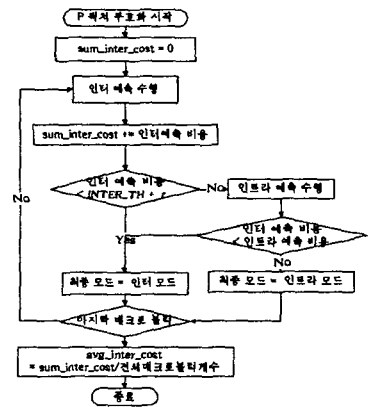 P 픽처 부호화 시작
sum_inter_cost = 0
인터 예측 수행
sum_inter_cost += 인터예측 비용
인터 예측 비용
< INTER_TH +
No
인트라 예측 수행
No
Yes
인터 예측 비용
< 인트라 예측 비용
No
최종 모드 = 인터 모드
최종 모드 = 인트라 모드
마지막 매크로 블럭
avg_inter_cost
= sum_inter_cost/전체매크로블럭개수
종료